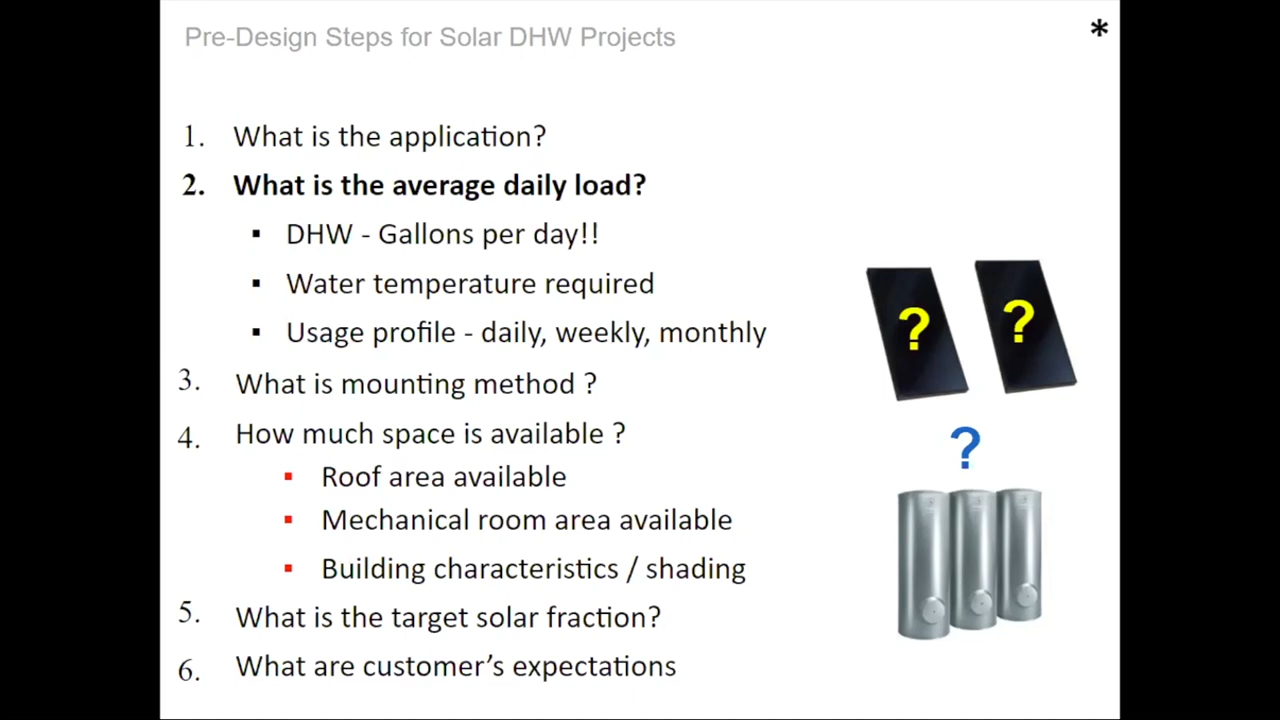 Pre-Design Steps for Solar DHW Projects
*
1. What is the application?
2. What is the average daily load?
▪ DHW - Gallons per day!!
▪ Water temperature required
▪ Usage profile - daily, weekly, monthly
3. What is mounting method ?
4. How much space is available ?
▪ Roof area available
▪ Mechanical room area available
▪ Building characteristics / shading
5. What is the target solar fraction?
6. What are customer’s expectations
? ?
?